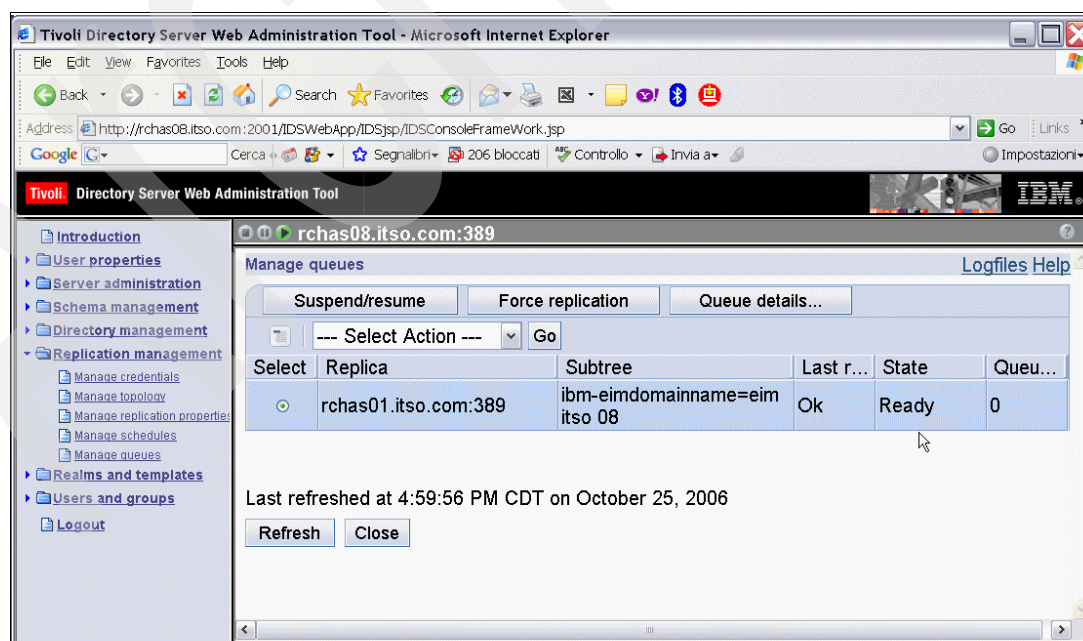 Tivoli Directory Server Web Administration Tool - Microsoft Internet Explorer
File Edit View Favorites Tools Help
Back Search Favorites
Address http://rchas08.itso.com:2001/IDSWebApp/IDSjsp/IDSConsoleFrameWork.jsp Go Links
Google Cerca Segnalibri 206 bloccati Controllo Invia a Impostazioni
Tivoli. Directory Server Web Administration Tool IBM
rchas08.itso.com:389
Introduction
User properties
Server administration
Schema management
Directory management
Replication management
Manage credentials
Manage topology
Manage replication properties
Manage schedules
Manage queues
Realms and templates
Users and groups
Logout
Manage queues Logfiles Help
Suspend/resume Force replication Queue details...
--- Select Action --- Go
Select Replica Subtree Last r... State Queu...
rchas01.itso.com:389 ibm-eimdomainname=eim itso 08 Ok Ready 0
Last refreshed at 4:59:56 PM CDT on October 25, 2006
Refresh Close